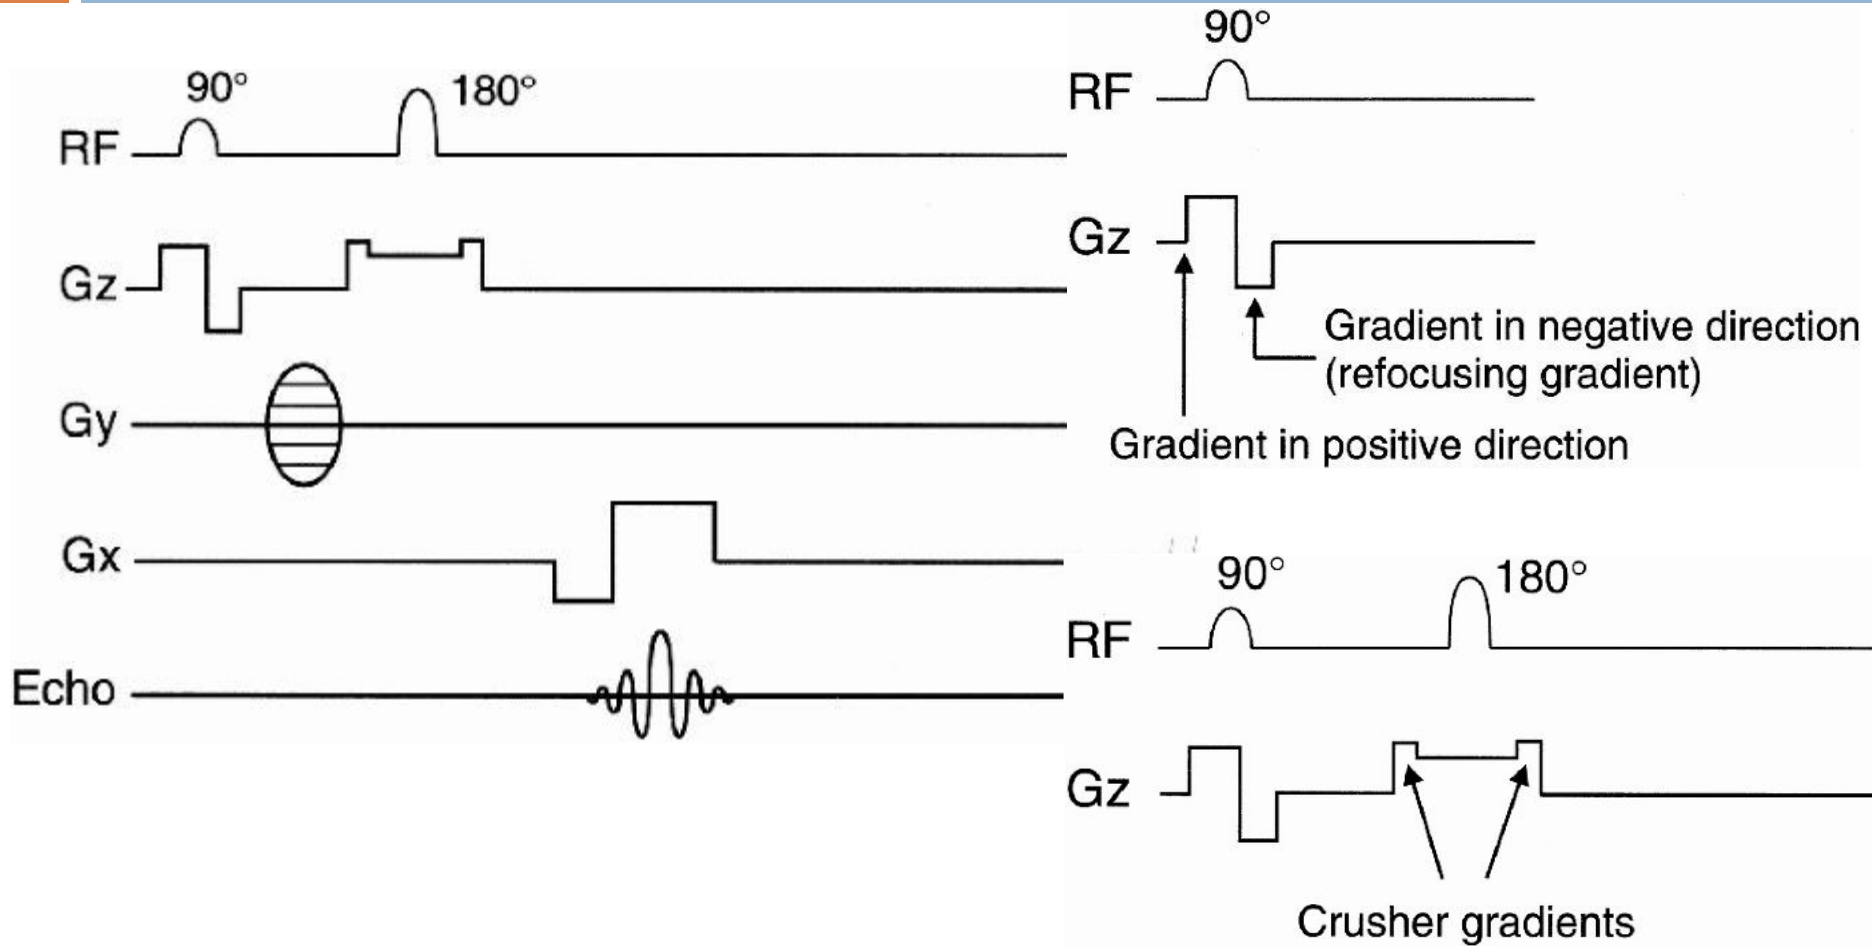 90°
180°
RF
Gz
Gy
Gx
Echo
90°
RF
Gz
Gradient in negative direction
(refocusing gradient)
Gradient in positive direction
90°
180°
RF
Gz
Crusher gradients